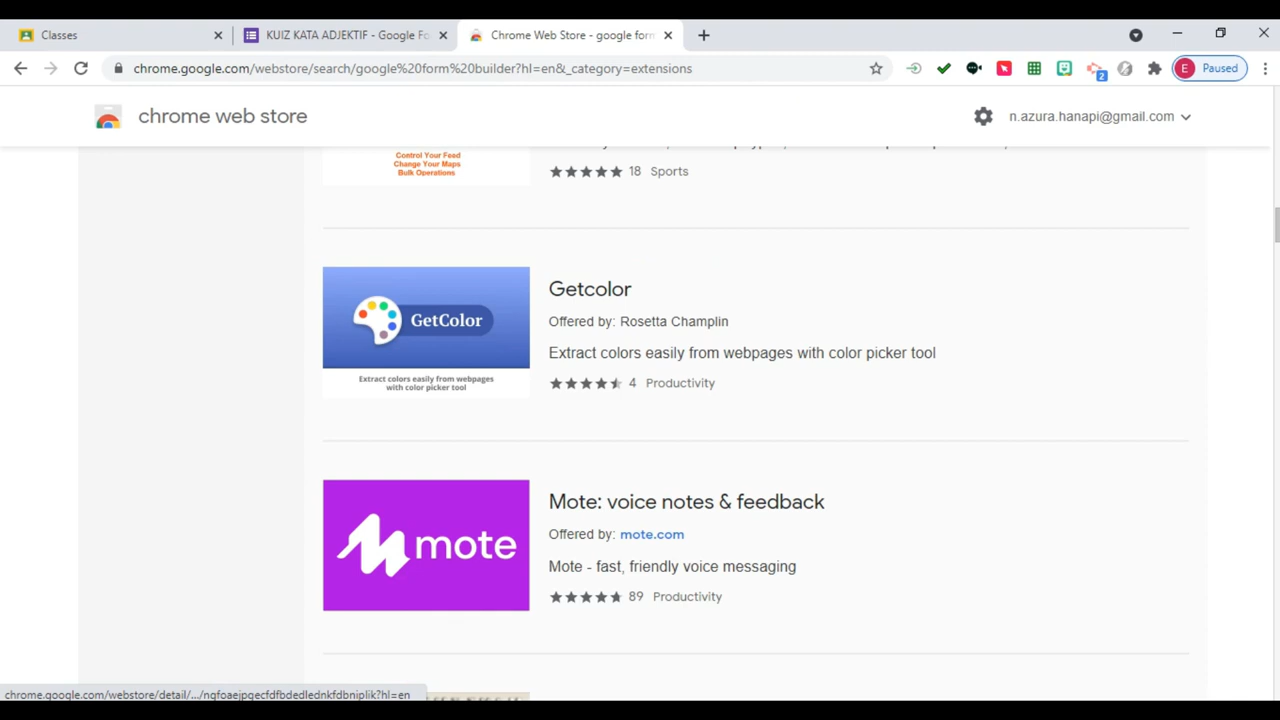 Classes
KUIZ KATA ADJEKTIF - Google Fo
Chrome Web Store - google form
chrome.google.com/webstore/search/google%20form%20builder?hl=en&_category=extensions
2
E
Paused
chrome web store
n.azura.hanapi@gmail.com
Control Your Feed
Change Your Maps
Bulk Operations
18 Sports
GetColor
Extract colors easily from webpages
with color picker tool
Getcolor
Offered by: Rosetta Champlin
Extract colors easily from webpages with color picker tool
4 Productivity
mote
Mote: voice notes & feedback
Offered by: mote.com
Mote - fast, friendly voice messaging
89 Productivity
chrome.google.com/webstore/detail/.../ngfoaejpgecfdfbdedlednkfdbniplik?hl=en